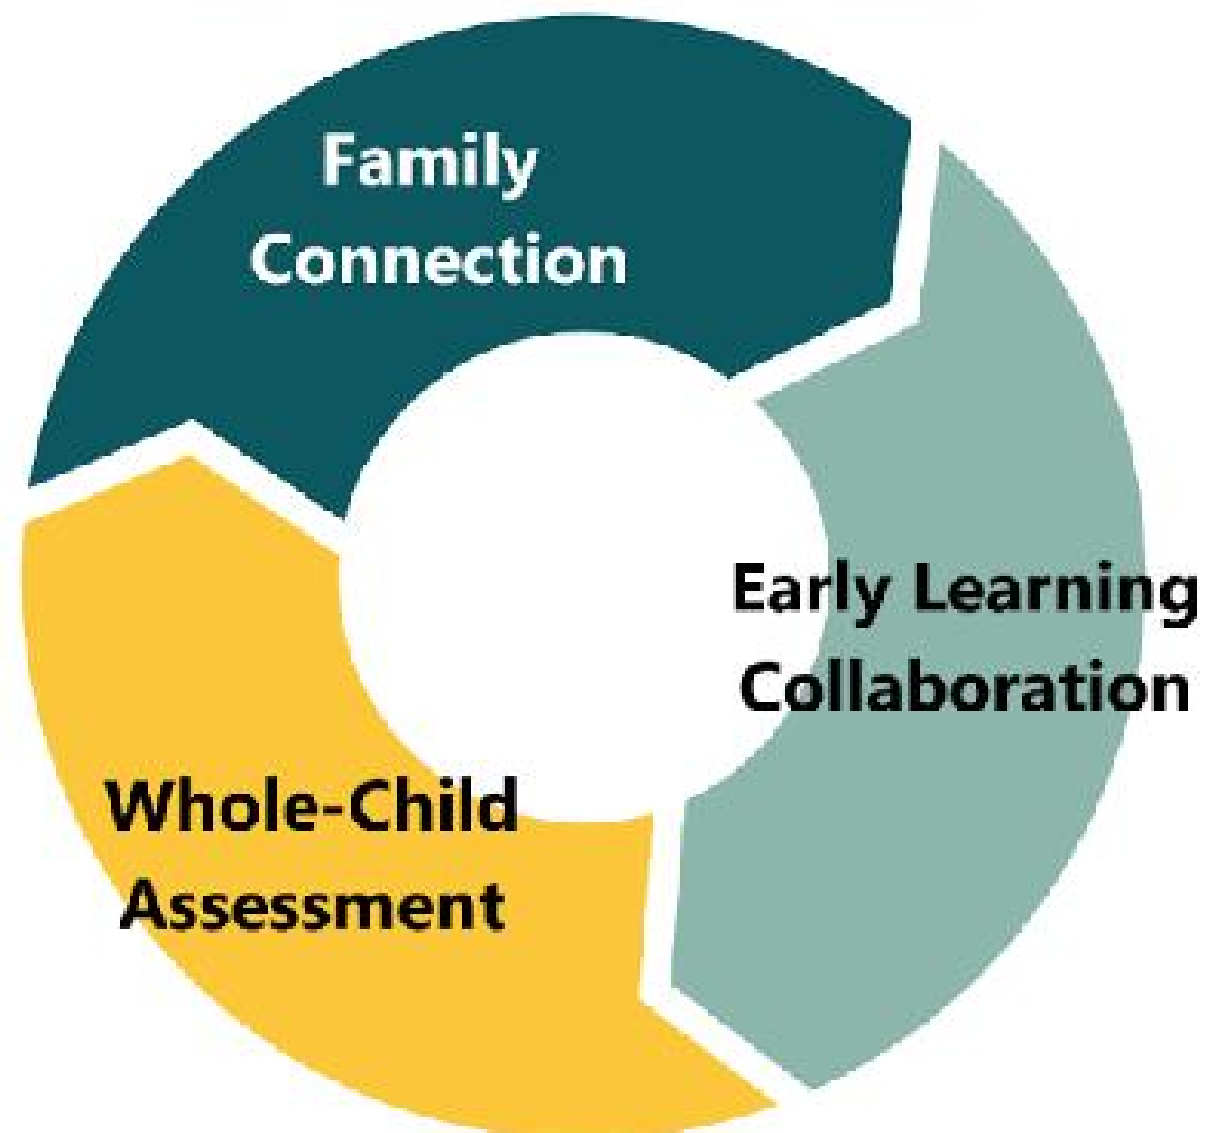 Family
Connection
Early Learning
Collaboration
Whole-Child
Assessment